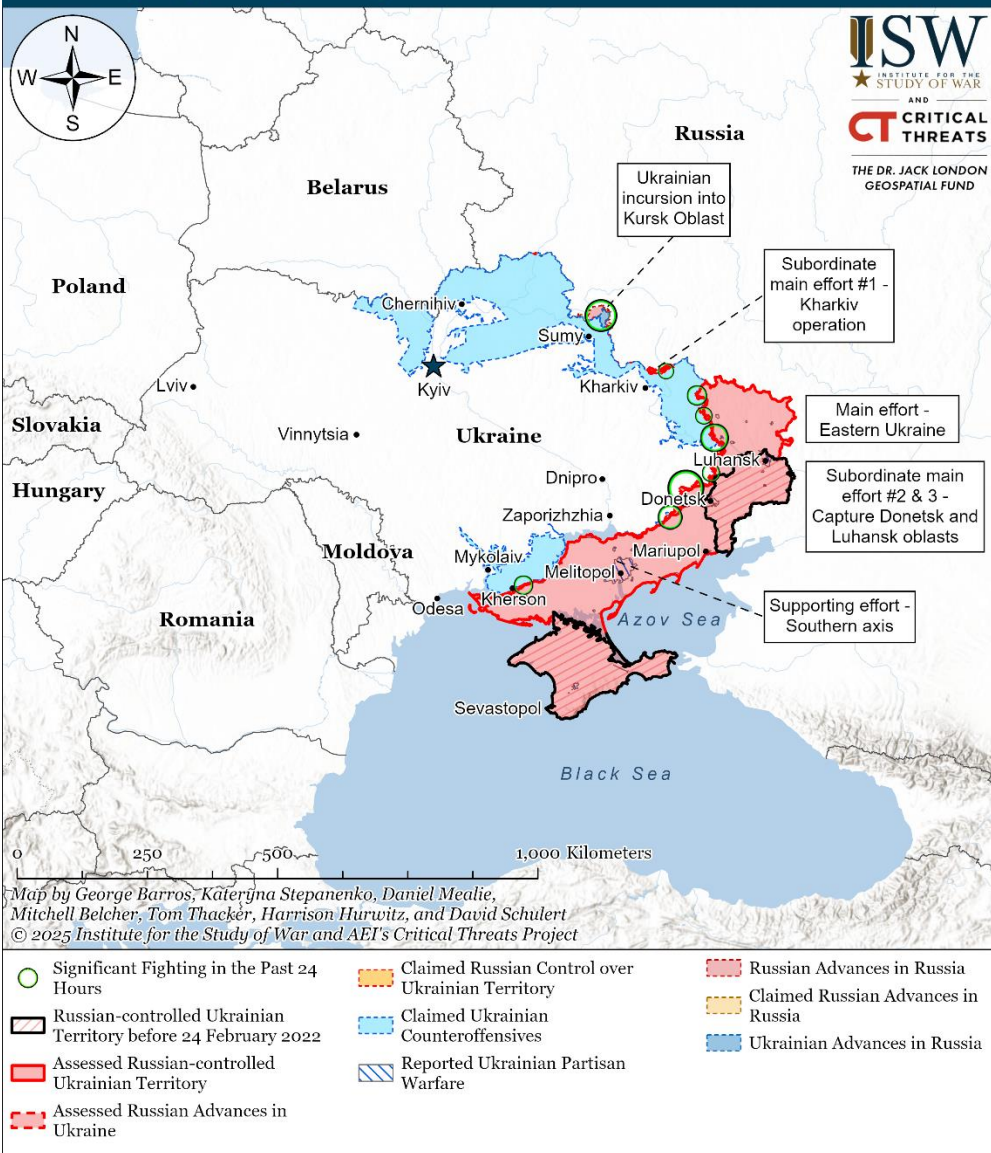 N
W
E
S
ISW
INSTITUTE FOR THE
STUDY OF WAR
AND
CT CRITICAL
THREATS
THE DR. JACK LONDON
GEOSPATIAL FUND
Russia
Belarus
Ukrainian
incursion into
Kursk Oblast
Subordinate
main effort #1 -
Kharkiv
operation
Poland
Chernihiv
Sumy
Kyiv
Kharkiv
Lviv
Slovakia
Vinnytsia
Ukraine
Main effort -
Eastern Ukraine
Luhansk
Hungary
Dnipro
Donetsk
Subordinate main
effort #2 & 3 -
Capture Donetsk and
Luhansk oblasts
Zaporizhzhia
Moldova
Mykolaiv
Mariupol
Melitopol
Kherson
Odesa
Romania
Azov Sea
Supporting effort -
Southern axis
Sevastopol
Black Sea
0 250 500 1,000 Kilometers
Map by George Barros, Kateryna Stepanenko, Daniel Mealie,
Mitchell Belcher, Tom Thacker, Harrison Hurwitz, and David Schulert
© 2025 Institute for the Study of War and AEI's Critical Threats Project
Significant Fighting in the Past 24
Hours
Russian-controlled Ukrainian
Territory before 24 February 2022
Assessed Russian-controlled
Ukrainian Territory
Assessed Russian Advances in
Ukraine
Claimed Russian Control over
Ukrainian Territory
Claimed Ukrainian
Counteroffensives
Reported Ukrainian Partisan
Warfare
Russian Advances in Russia
Claimed Russian Advances in
Russia
Ukrainian Advances in Russia